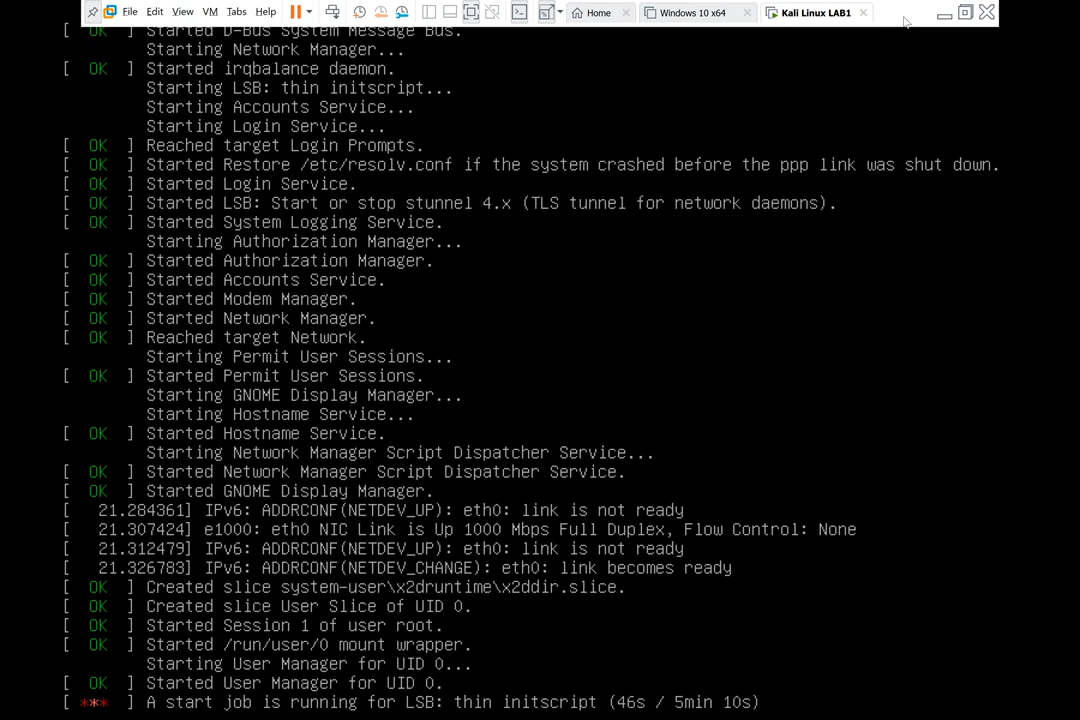 File Edit View VM Tabs Help Home Windows 10 x64 Kali Linux LAB1
[ OK ] Started D-Bus System Message Bus.
Starting Network Manager...
[ OK ] Started irqbalance daemon.
Starting LSB: thin initscript...
Starting Accounts Service...
Starting Login Service...
[ OK ] Reached target Login Prompts.
[ OK ] Started Restore /etc/resolv.conf if the system crashed before the ppp link was shut down.
[ OK ] Started Login Service.
[ OK ] Started LSB: Start or stop stunnel 4.x (TLS tunnel for network daemons).
[ OK ] Started System Logging Service.
Starting Authorization Manager...
[ OK ] Started Authorization Manager.
[ OK ] Started Accounts Service.
[ OK ] Started Modem Manager.
[ OK ] Started Network Manager.
[ OK ] Reached target Network.
Starting Permit User Sessions...
[ OK ] Started Permit User Sessions.
Starting GNOME Display Manager...
Starting Hostname Service...
[ OK ] Started Hostname Service.
Starting Network Manager Script Dispatcher Service...
[ OK ] Started Network Manager Script Dispatcher Service.
[ OK ] Started GNOME Display Manager.
[ 21.284361] IPv6: ADDRCONF(NETDEV_UP): eth0: link is not ready
[ 21.307424] e1000: eth0 NIC Link is Up 1000 Mbps Full Duplex, Flow Control: None
[ 21.312479] IPv6: ADDRCONF(NETDEV_UP): eth0: link is not ready
[ 21.326783] IPv6: ADDRCONF(NETDEV_CHANGE): eth0: link becomes ready
[ OK ] Created slice system-user\x2druntime\x2ddir.slice.
[ OK ] Created slice User Slice of UID 0.
[ OK ] Started Session 1 of user root.
[ OK ] Started /run/user/0 mount wrapper.
Starting User Manager for UID 0...
[ OK ] Started User Manager for UID 0.
[ *** ] A start job is running for LSB: thin initscript (46s / 5min 10s)